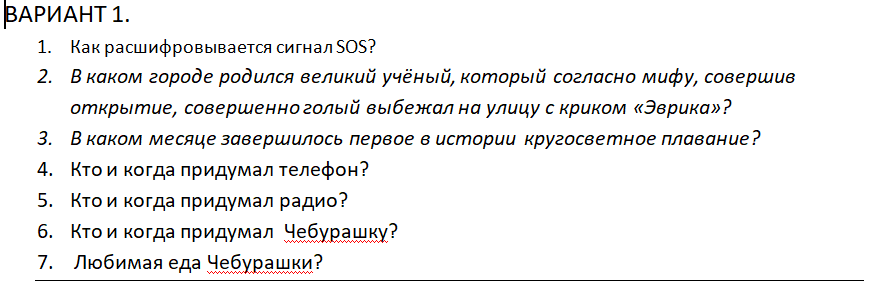 ВАРИАНТ 1.
1. Как расшифровывается сигнал SOS?
2. В каком городе родился великий учёный, который согласно мифу, совершив
открытие, совершенно голый выбежал на улицу с криком «Эврика»?
3. В каком месяце завершилось первое в истории кругосветное плавание?
4. Кто и когда придумал телефон?
5. Кто и когда придумал радио?
6. Кто и когда придумал Чебурашку?
7. Любимая еда Чебурашки?